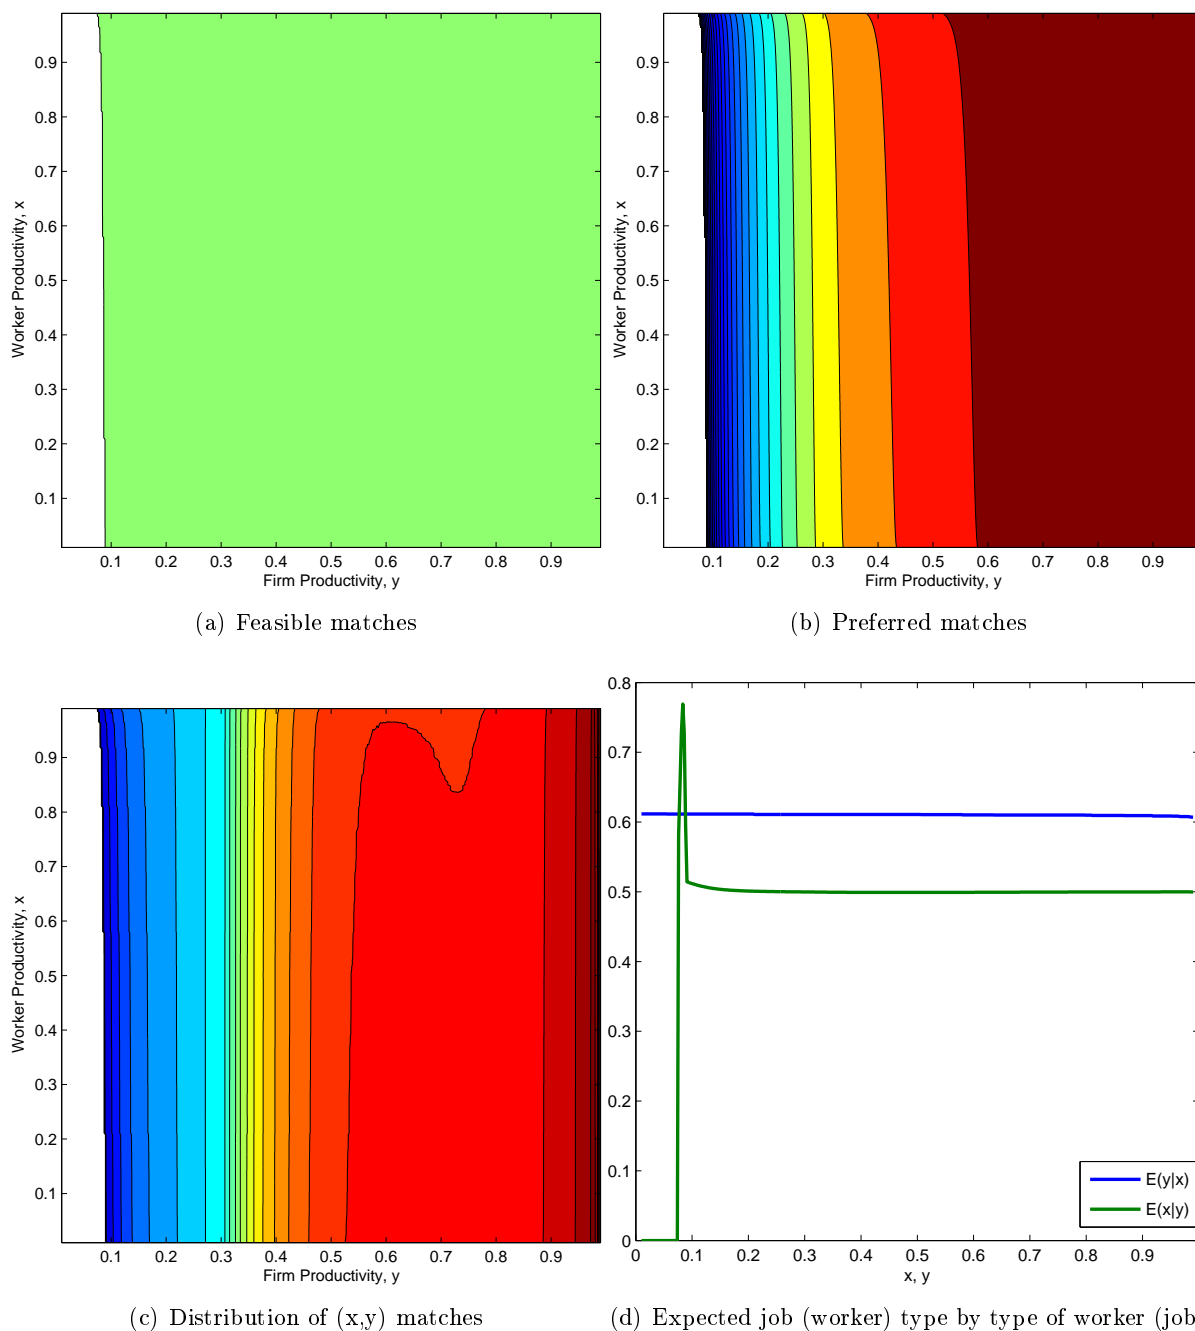 0.9
0.8
0.7
0.6
0.5
0.4
0.3
0.2
0.1
Worker Productivity, x
0.1 0.2 0.3 0.4 0.5 0.6 0.7 0.8 0.9
Firm Productivity, y
(a) Feasible matches
0.9
0.8
0.7
0.6
0.5
0.4
0.3
0.2
0.1
Worker Productivity, x
0.1 0.2 0.3 0.4 0.5 0.6 0.7 0.8 0.9
Firm Productivity, y
(b) Preferred matches
0.9
0.8
0.7
0.6
0.5
0.4
0.3
0.2
0.1
Worker Productivity, x
0.1 0.2 0.3 0.4 0.5 0.6 0.7 0.8 0.9
Firm Productivity, y
(c) Distribution of (x,y) matches
0.8
0.7
0.6
0.5
0.4
0.3
0.2
0.1
0
E(y|x)
E(x|y)
0 0.1 0.2 0.3 0.4 0.5 0.6 0.7 0.8 0.9
x, y
(d) Expected job (worker) type by type of worker (job